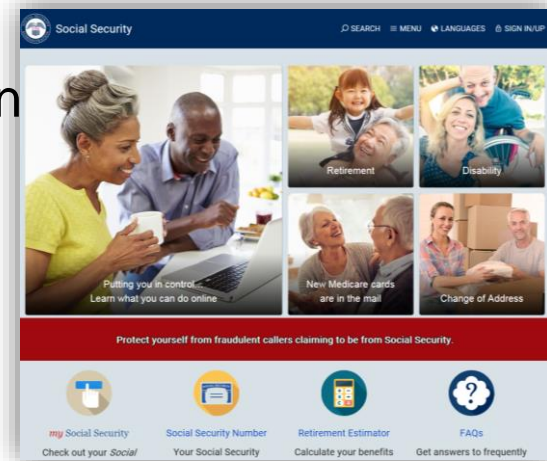 n
Social Security
SEARCH MENU LANGUAGES SIGN IN/UP
Retirement
Disability
Putting you in control...
Learn what you can do online
New Medicare cards
are in the mail
Change of Address
Protect yourself from fraudulent callers claiming to be from Social Security.
my Social Security
Social Security Number
Retirement Estimator
FAQs
Check out your Social
Your Social Security
Calculate your benefits
Get answers to frequently